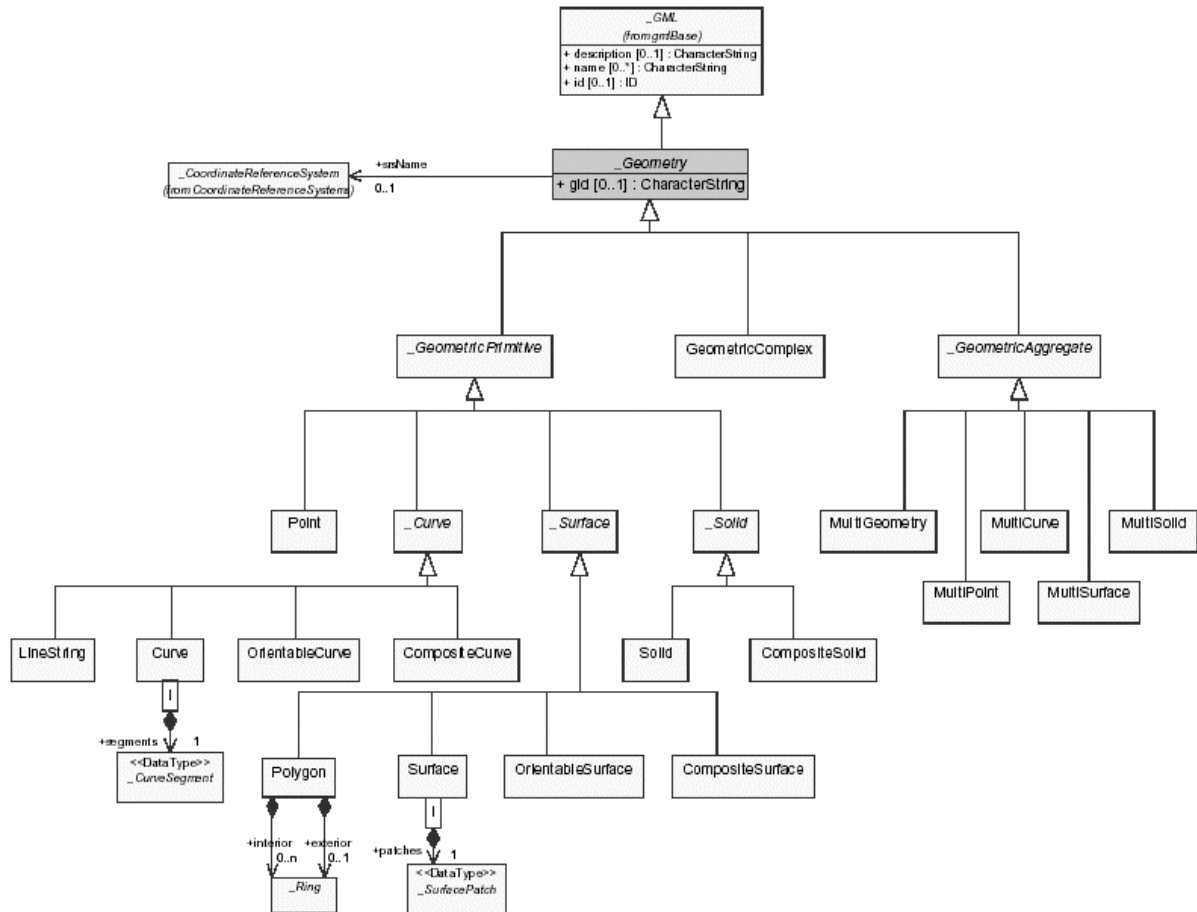 _GML
(from gmlBase)
+ description [0..1] : CharacterString
+ name [0..*] : CharacterString
+ id [0..1] : ID
+srsName
_CoordinateReferenceSystem
(from CoordinateReferenceSystems)
0..1
_Geometry
+ gid [0..1] : CharacterString
_GeometricPrimitive
GeometricComplex
_GeometricAggregate
Point
_Curve
_Surface
_Solid
MultiGeometry
MultiCurve
MultiSolid
MultiPoint
MultiSurface
LineString
Curve
OrientableCurve
CompositeCurve
Solid
CompositeSolid
+segments
1
<<DataType>>
_CurveSegment
Polygon
Surface
OrientableSurface
CompositeSurface
+interior
0..n
+exterior
0..1
+patches
1
_Ring
<<DataType>>
_SurfacePatch